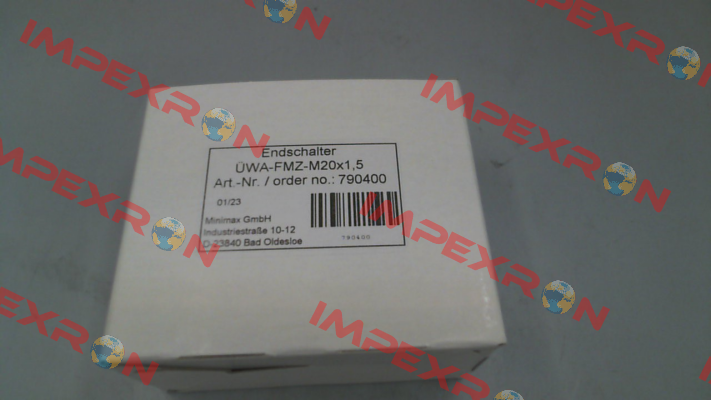 Endschalter
ÜWA-FMZ-M20x1,5
Art.-Nr. / order no.: 790400
01/23
Minimax GmbH
Industriestraße 10-12
D-23840 Bad Oldesloe
790400
IMPEXRON
IMPEXRON
IMPEXRON
IMPEXRON
IMPEXRON
IMPEXRON